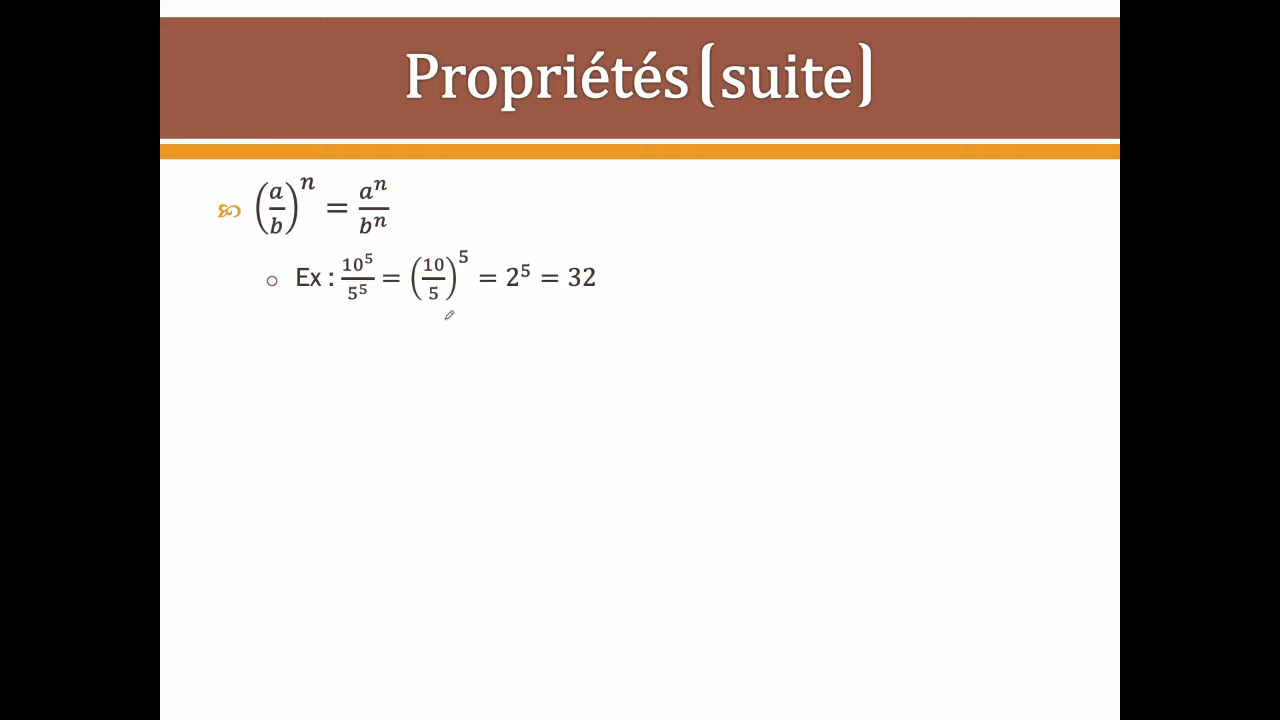 Propriétés(suite)
(a/b)^n = a^n/b^n
Ex : 10^5/5^5 = (10/5)^5 = 2^5 = 32